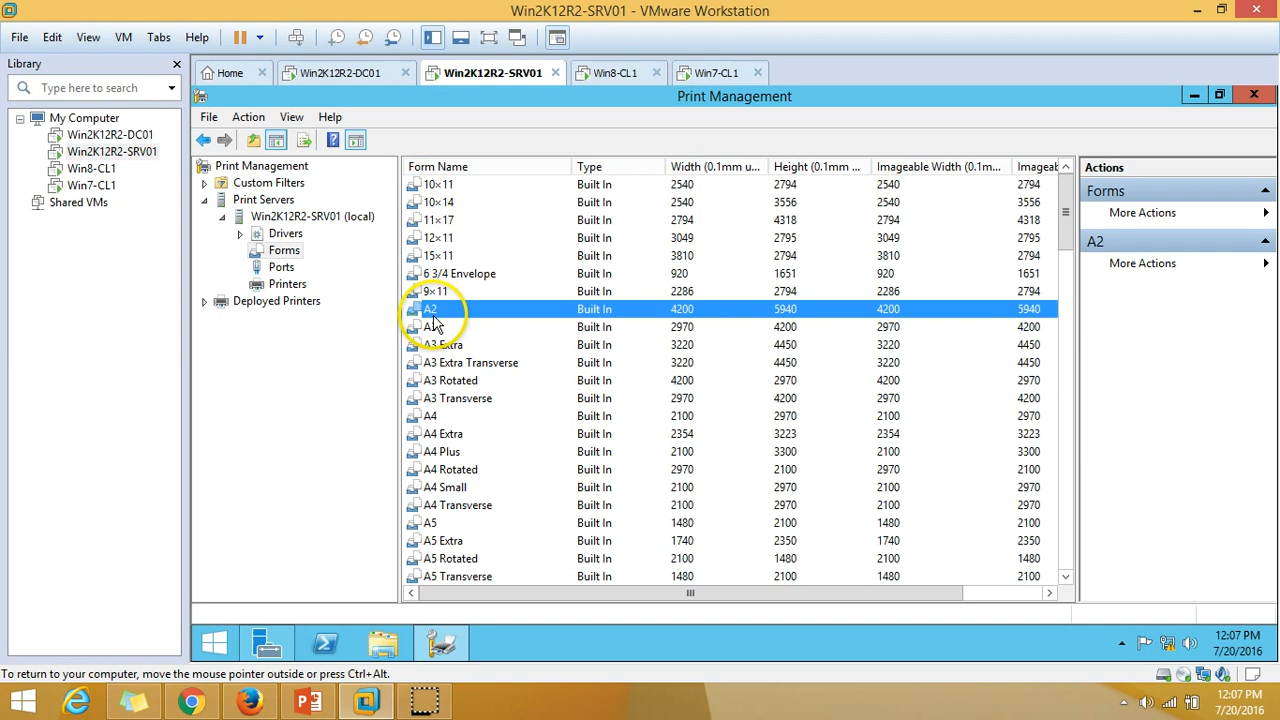 Win2K12R2-SRV01 - VMware Workstation
File Edit View VM Tabs Help
Library
Type here to search
My Computer
Win2K12R2-DC01
Win2K12R2-SRV01
Win8-CL1
Win7-CL1
Shared VMs
Home Win2K12R2-DC01 Win2K12R2-SRV01 Win8-CL1 Win7-CL1
Print Management
File Action View Help
Print Management
Custom Filters
Print Servers
Win2K12R2-SRV01 (local)
Drivers
Forms
Ports
Printers
Deployed Printers
Form Name Type Width (0.1mm u... Height (0.1mm ... Imageable Width (0.1m... Imageab
10×11 Built In 2540 2794 2540 2794
10×14 Built In 2540 3556 2540 3556
11×17 Built In 2794 4318 2794 4318
12×11 Built In 3049 2795 3049 2795
15×11 Built In 3810 2794 3810 2794
6 3/4 Envelope Built In 920 1651 920 1651
9×11 Built In 2286 2794 2286 2794
A2 Built In 4200 5940 4200 5940
Built In 2970 4200 2970 4200
A3 Extra Built In 3220 4450 3220 4450
A3 Extra Transverse Built In 3220 4450 3220 4450
A3 Rotated Built In 4200 2970 4200 2970
A3 Transverse Built In 2970 4200 2970 4200
A4 Built In 2100 2970 2100 2970
A4 Extra Built In 2354 3223 2354 3223
A4 Plus Built In 2100 3300 2100 3300
A4 Rotated Built In 2970 2100 2970 2100
A4 Small Built In 2100 2970 2100 2970
A4 Transverse Built In 2100 2970 2100 2970
A5 Built In 1480 2100 1480 2100
A5 Extra Built In 1740 2350 1740 2350
A5 Rotated Built In 2100 1480 2100 1480
A5 Transverse Built In 1480 2100 1480 2100
Actions
Forms
More Actions
A2
More Actions
12:07 PM
7/20/2016
To return to your computer, move the mouse pointer outside or press Ctrl+Alt.
12:07 PM
7/20/2016